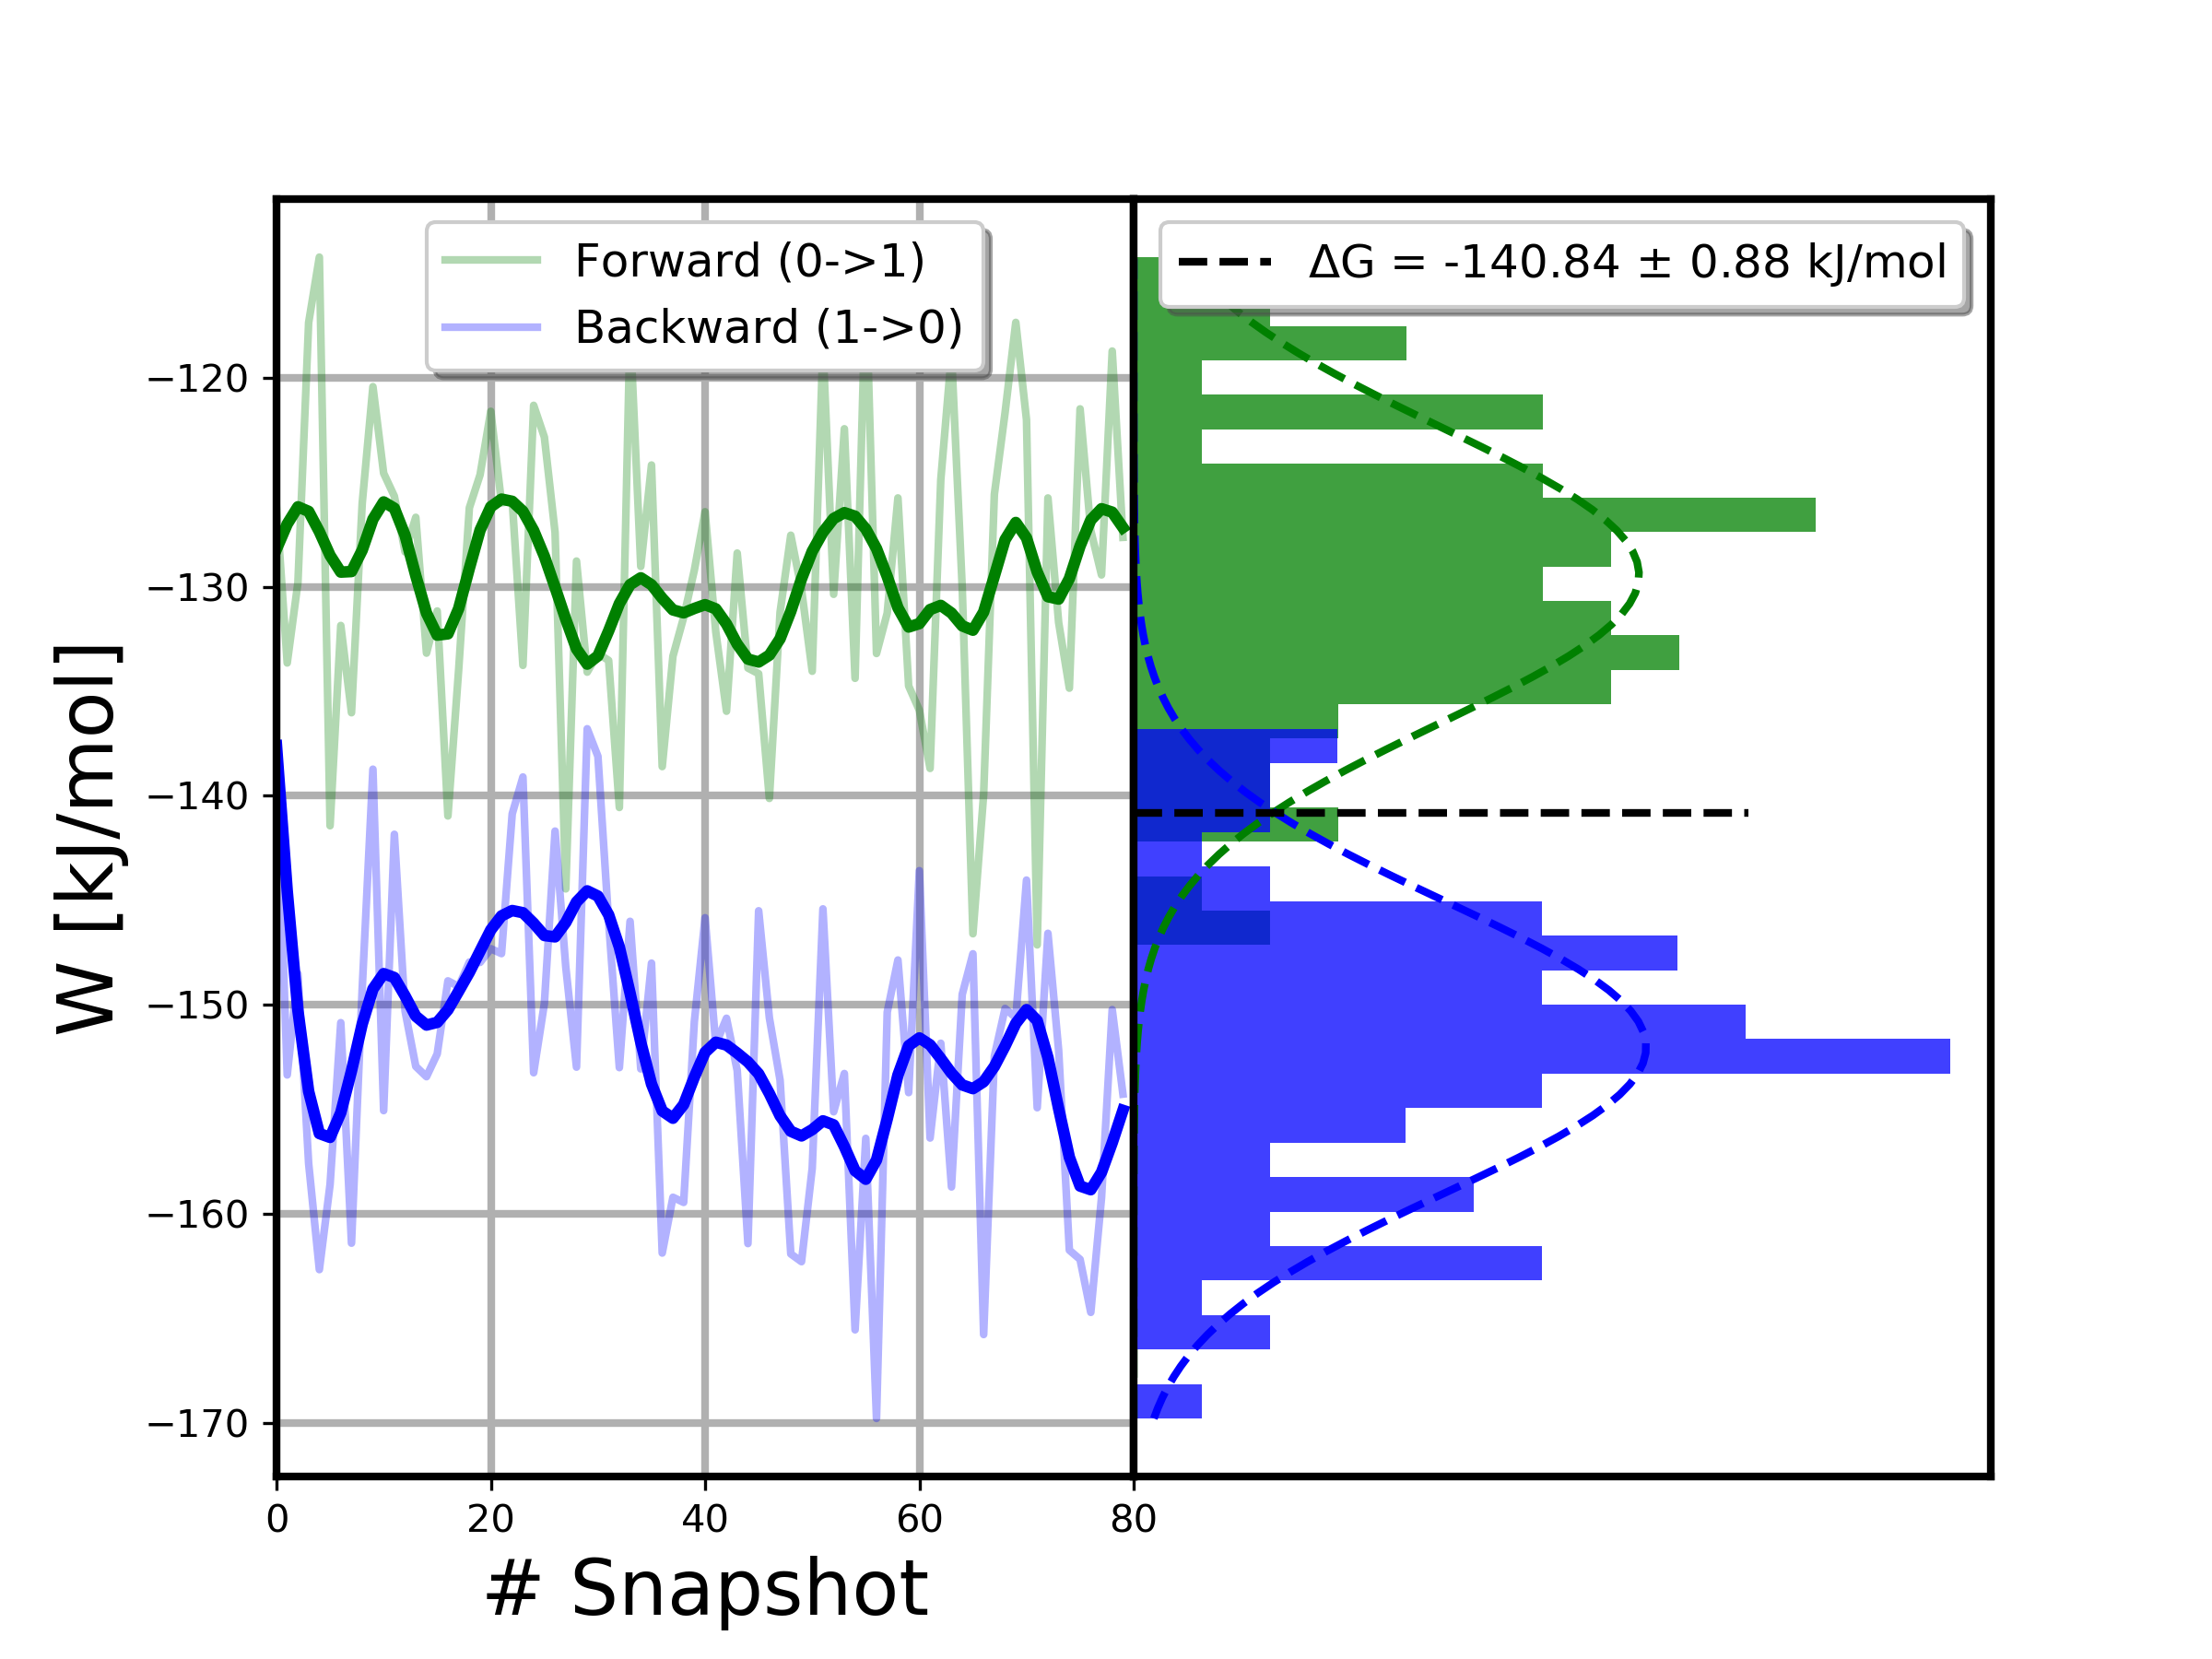 Forward (0->1)
Backward (1->0)
ΔG = -140.84 ± 0.88 kJ/mol
W [kJ/mol]
−120
−130
−140
−150
−160
−170
0 20 40 60 80
# Snapshot